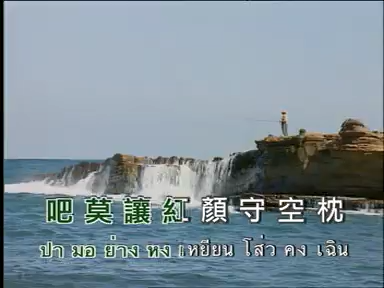 吧莫讓紅顏守空枕
ปา มอ ย่าง หง เหยียน โส่ว คง เฉิน